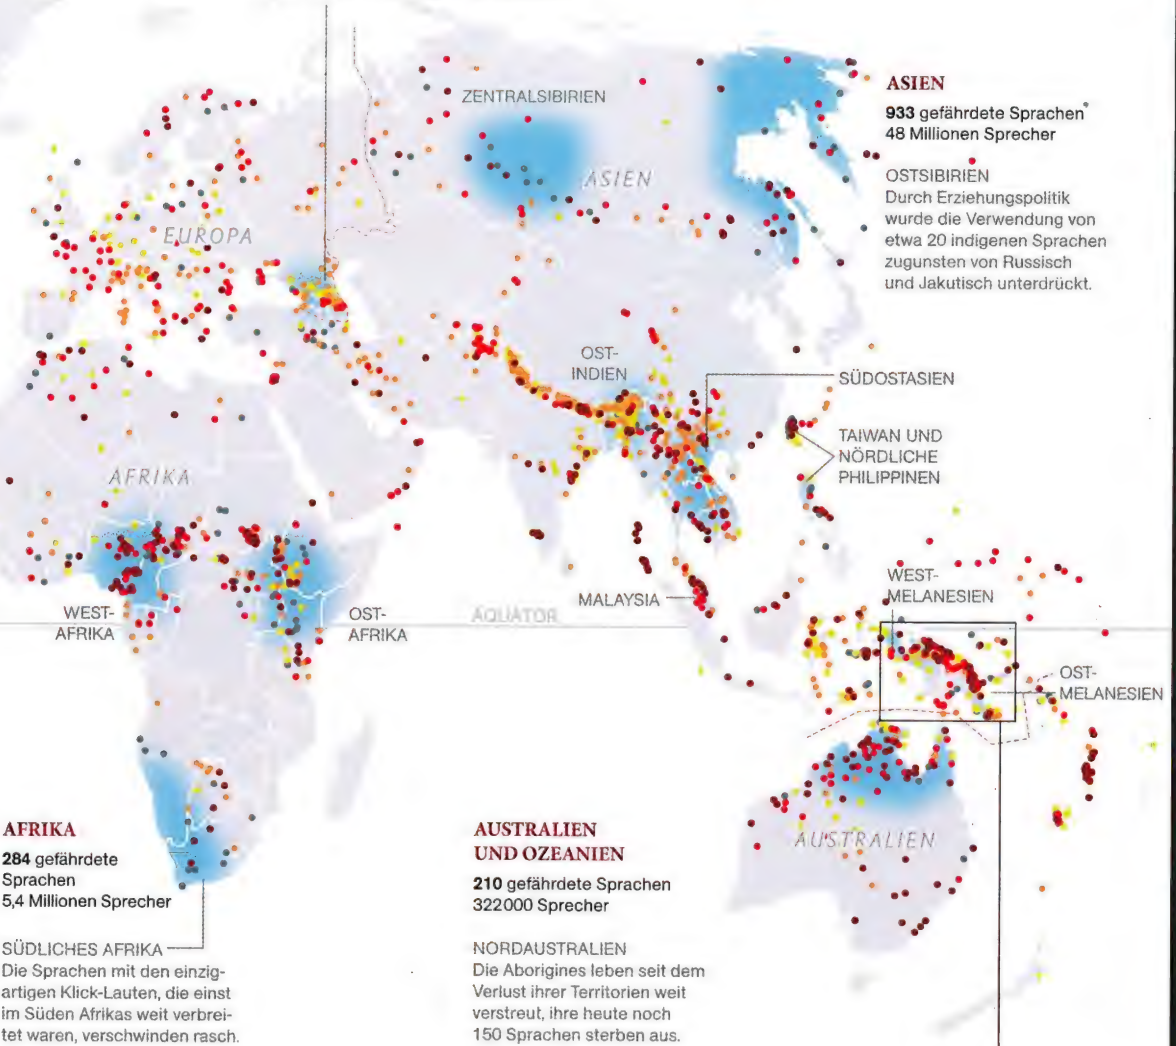 ZENTRALSIBIRIEN
ASIEN
EUROPA
ASIEN
933 gefährdete Sprachen*
48 Millionen Sprecher
OSTSIBIRIEN
Durch Erziehungspolitik
wurde die Verwendung von
etwa 20 indigenen Sprachen
zugunsten von Russisch
und Jakutisch unterdrückt.
OST-
INDIEN
SÜDOSTASIEN
TAIWAN UND
NÖRDLICHE
PHILIPPINEN
AFRIKA
WEST-
AFRIKA
OST-
AFRIKA
ÄQUATOR
MALAYSIA
WEST-
MELANESIEN
OST-
MELANESIEN
AUSTRALIEN
AFRIKA
284 gefährdete
Sprachen
5,4 Millionen Sprecher
SÜDLICHES AFRIKA
Die Sprachen mit den einzig-
artigen Klick-Lauten, die einst
im Süden Afrikas weit verbrei-
tet waren, verschwinden rasch.
AUSTRALIEN
UND OZEANIEN
210 gefährdete Sprachen
322000 Sprecher
NORDAUSTRALIEN
Die Aborigines leben seit dem
Verlust ihrer Territorien weit
verstreut, ihre heute noch
150 Sprachen sterben aus.